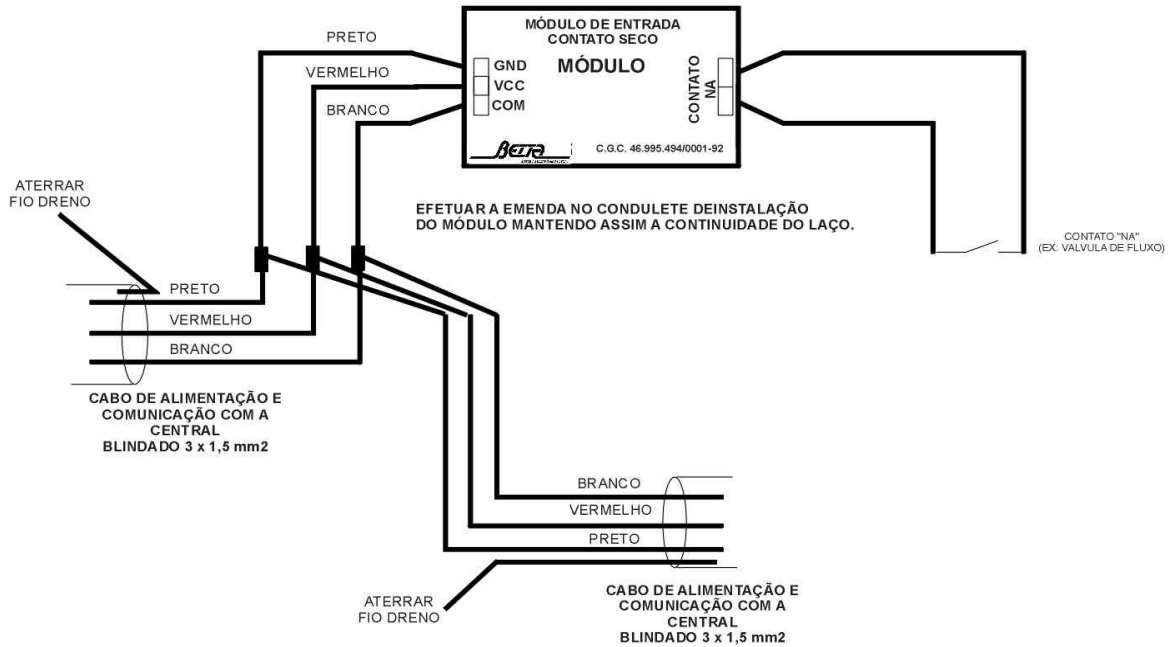 MÓDULO DE ENTRADA
CONTATO SECO
MÓDULO
PRETO
GND
VERMELHO
VCC
BRANCO
COM
CONTATO
NA
C.G.C. 46.995.494/0001-92
ATERRAR
FIO DRENO
EFETUAR A EMENDA NO CONDULETE DEINSTALAÇÃO
DO MÓDULO MANTENDO ASSIM A CONTINUIDADE DO LAÇO.
CONTATO "NA"
(EX: VALVULA DE FLUXO)
PRETO
VERMELHO
BRANCO
CABO DE ALIMENTAÇÃO E
COMUNICAÇÃO COM A
CENTRAL
BLINDADO 3 x 1,5 mm2
BRANCO
VERMELHO
PRETO
ATERRAR
FIO DRENO
CABO DE ALIMENTAÇÃO E
COMUNICAÇÃO COM A
CENTRAL
BLINDADO 3 x 1,5 mm2